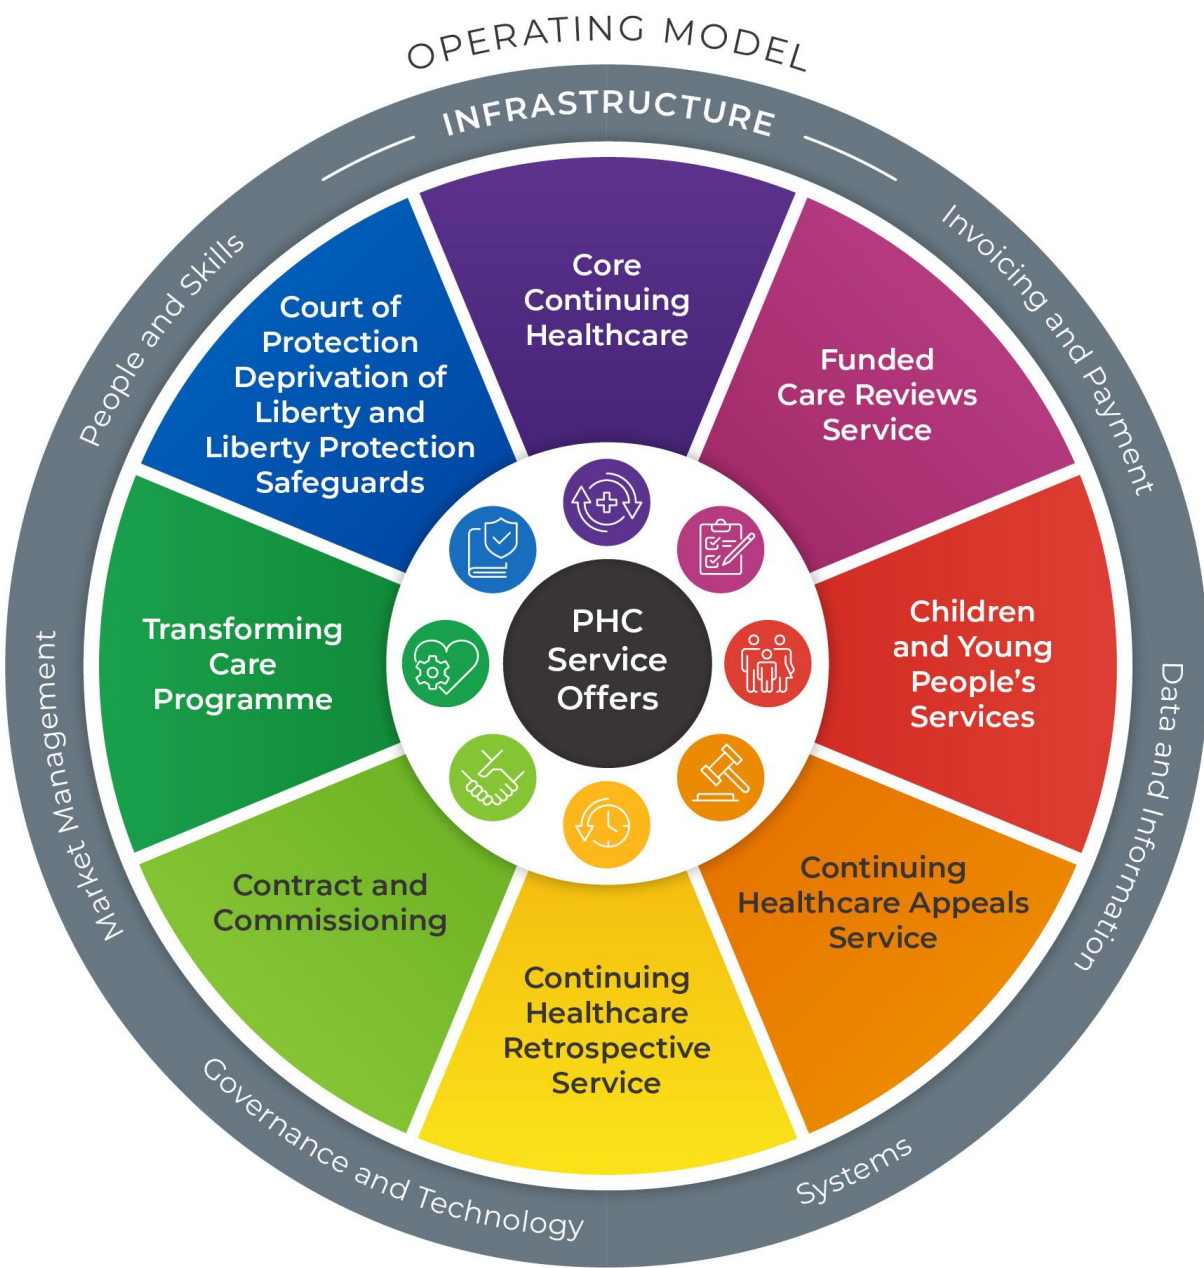 OPERATING MODEL
INFRASTRUCTURE
People and Skills
Invoicing and Payment
Data and Information
Systems
Governance and Technology
Market Management
Core
Continuing
Healthcare
Funded
Care Reviews
Service
Children
and Young
People’s
Services
Continuing
Healthcare Appeals
Service
Continuing
Healthcare
Retrospective
Service
Contract and
Commissioning
Transforming
Care
Programme
Court of
Protection
Deprivation of
Liberty and
Liberty Protection
Safeguards
PHC
Service
Offers